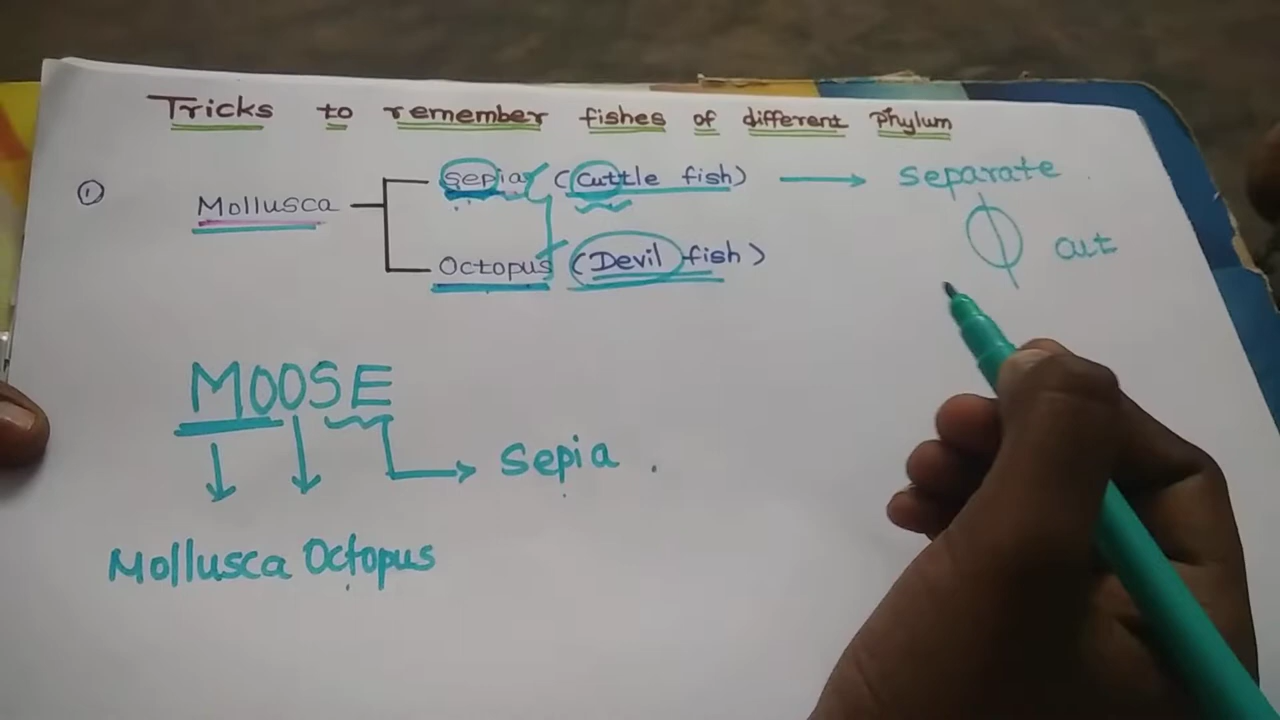 Tricks to remember fishes of different Phylum
① Mollusca
Sepia (Cuttle fish) → separate
cut
Octopus (Devil fish)
MOOSE
Sepia
Mollusca Octopus